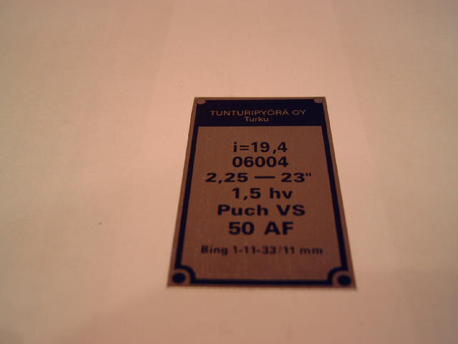 TUNTURIPYÖRÄ OY
Turku
i=19,4
06004
2,25 — 23"
1,5 hv
Puch VS
50 AF
Bing 1-11-33/11 mm